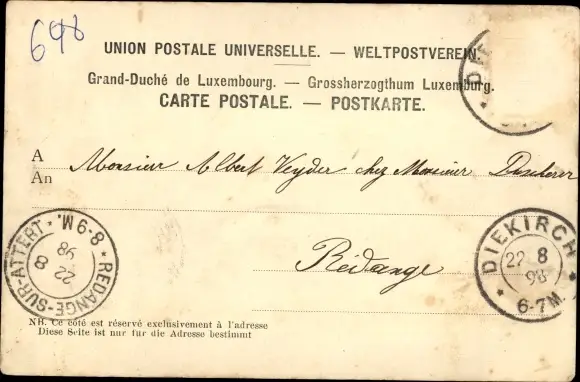 698
UNION POSTALE UNIVERSELLE. — WELTPOSTVEREIN.
Grand-Duché de Luxembourg. — Grossherzogthum Luxemburg.
CARTE POSTALE. — POSTKARTE.
A Monsieur Albert Veyder chez Monsieur
An
Rédange
REDANGE-SUR-ATTERT. 8-9M.
22 8 98
DIEKIRCH
22 8 98
6-7M.
NB. Ce côté est réservé exclusivement à l'adresse
Diese Seite ist nur für die Adresse bestimmt